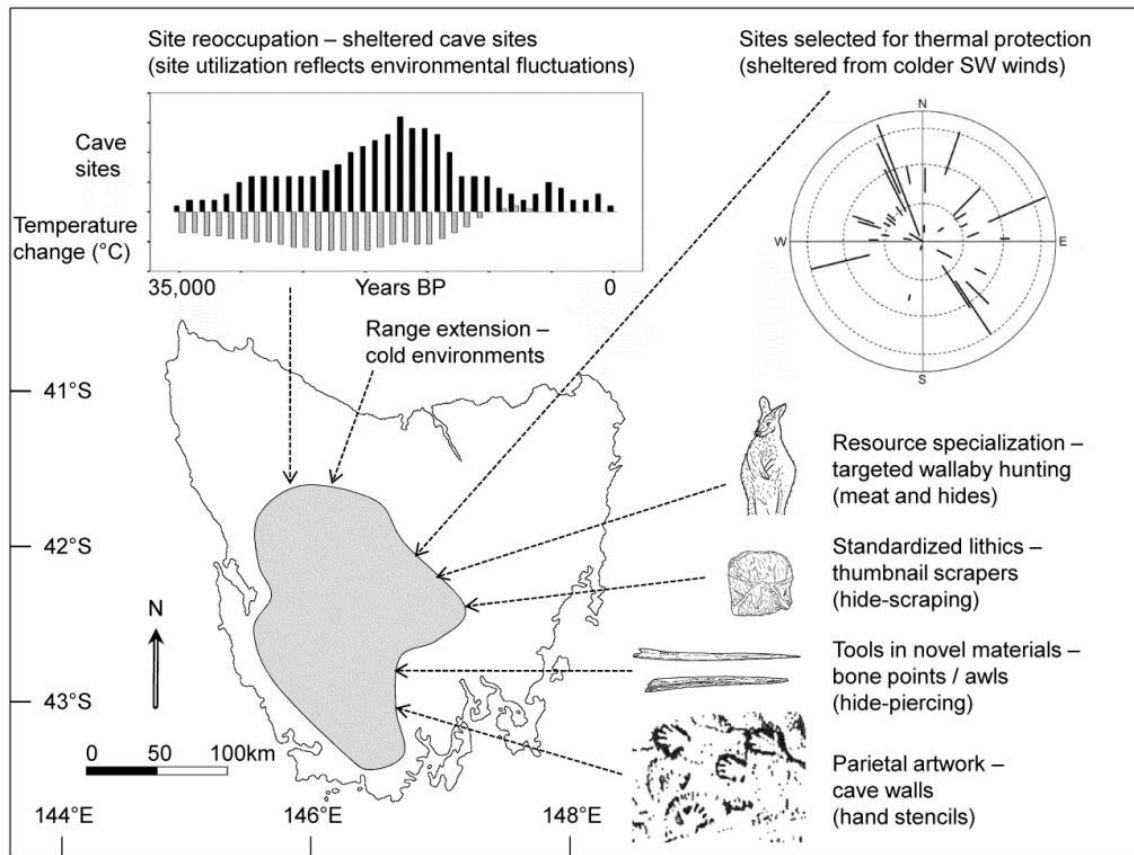 Site reoccupation – sheltered cave sites
(site utilization reflects environmental fluctuations)
Cave
sites
Temperature
change (°C)
35,000
Years BP
0
Sites selected for thermal protection
(sheltered from colder SW winds)
N
W
E
S
Range extension –
cold environments
41°S
42°S
43°S
N
0 50 100km
144°E
146°E
148°E
Resource specialization –
targeted wallaby hunting
(meat and hides)
Standardized lithics –
thumbnail scrapers
(hide-scraping)
Tools in novel materials –
bone points / awls
(hide-piercing)
Parietal artwork –
cave walls
(hand stencils)